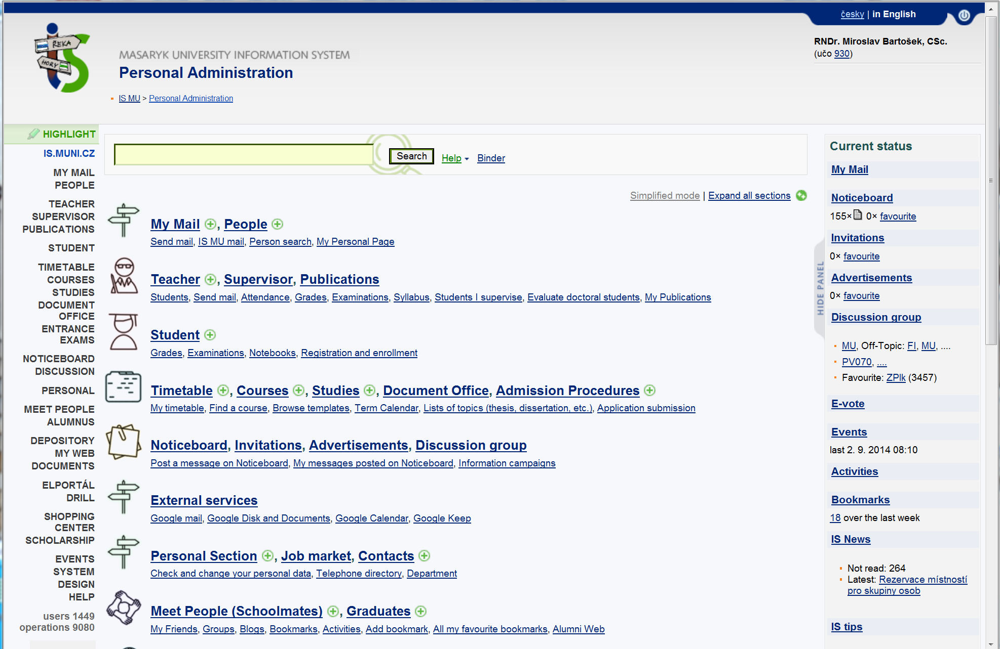 česky | in English
RNDr. Miroslav Bartošek, CSc.
(učo 930)
ŘEKA
HORY
MASARYK UNIVERSITY INFORMATION SYSTEM
Personal Administration
IS MU > Personal Administration
HIGHLIGHT
IS.MUNI.CZ
MY MAIL
PEOPLE
TEACHER
SUPERVISOR
PUBLICATIONS
STUDENT
TIMETABLE
COURSES
STUDIES
DOCUMENT
OFFICE
ENTRANCE
EXAMS
NOTICEBOARD
DISCUSSION
PERSONAL
MEET PEOPLE
ALUMNUS
DEPOSITORY
MY WEB
DOCUMENTS
ELPORTÁL
DRILL
SHOPPING
CENTER
SCHOLARSHIP
EVENTS
SYSTEM
DESIGN
HELP
users 1449
operations 9080
Search Help Binder
Simplified mode | Expand all sections
My Mail, People
Send mail, IS MU mail, Person search, My Personal Page
Teacher, Supervisor, Publications
Students, Send mail, Attendance, Grades, Examinations, Syllabus, Students I supervise, Evaluate doctoral students, My Publications
Student
Grades, Examinations, Notebooks, Registration and enrollment
Timetable, Courses, Studies, Document Office, Admission Procedures
My timetable, Find a course, Browse templates, Term Calendar, Lists of topics (thesis, dissertation, etc.), Application submission
Noticeboard, Invitations, Advertisements, Discussion group
Post a message on Noticeboard, My messages posted on Noticeboard, Information campaigns
External services
Google mail, Google Disk and Documents, Google Calendar, Google Keep
Personal Section, Job market, Contacts
Check and change your personal data, Telephone directory, Department
Meet People (Schoolmates), Graduates
My Friends, Groups, Blogs, Bookmarks, Activities, Add bookmark, All my favourite bookmarks, Alumni Web
HIDE PANEL
Current status
My Mail
Noticeboard
155× 0× favourite
Invitations
0× favourite
Advertisements
0× favourite
Discussion group
MU, Off-Topic: FI, MU, ....
PV070, ....
Favourite: ZPlk (3457)
E-vote
Events
last 2. 9. 2014 08:10
Activities
Bookmarks
18 over the last week
IS News
Not read: 264
Latest: Rezervace místností
pro skupiny osob
IS tips